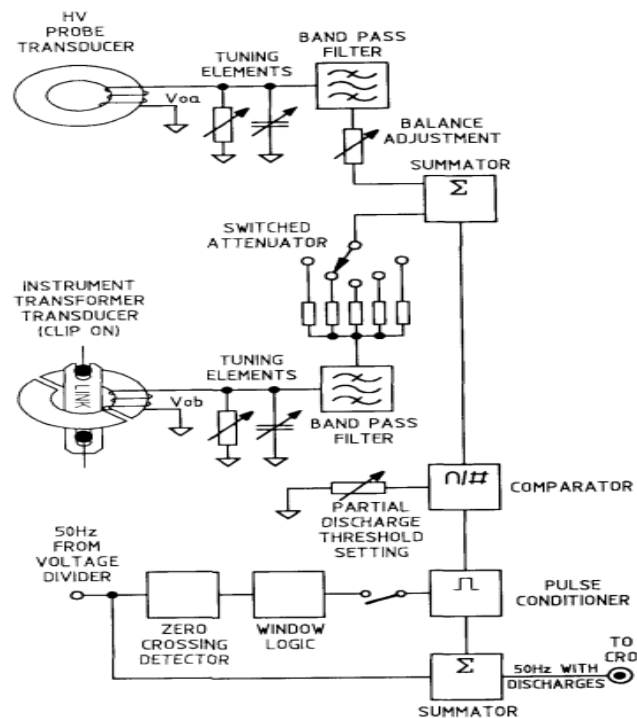 HV
PROBE
TRANSDUCER
TUNING
ELEMENTS
BAND PASS
FILTER
Voa
BALANCE
ADJUSTMENT
SUMMATOR
Σ
SWITCHED
ATTENUATOR
INSTRUMENT
TRANSFORMER
TRANSDUCER
(CLIP ON)
LINK
TUNING
ELEMENTS
Vob
BAND PASS
FILTER
∩/#
COMPARATOR
PARTIAL
DISCHARGE
THRESHOLD
SETTING
50Hz
FROM
VOLTAGE
DIVIDER
PULSE
CONDITIONER
ZERO
CROSSING
DETECTOR
WINDOW
LOGIC
TO
CRO
Σ
50Hz WITH
DISCHARGES
SUMMATOR